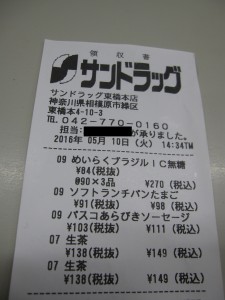 領収書
サンドラッグ
サンドラッグ東橋本店
神奈川県相模原市緑区
東橋本4-10-3
TEL 042-770-0160
担当: が承りました。
2016年 05月 10日(火) 14:34TM
09 めいらくブラジルIC無糖
¥84(税抜)
@90×3品 ¥270(税込)
09 ソフトランチパンたまご
¥91(税抜) ¥98(税込)
09 パスコあらびきソーセージ
¥103(税抜) ¥111(税込)
07 生茶
¥138(税抜) ¥149(税込)
07 生茶
¥138(税抜) ¥149(税込)